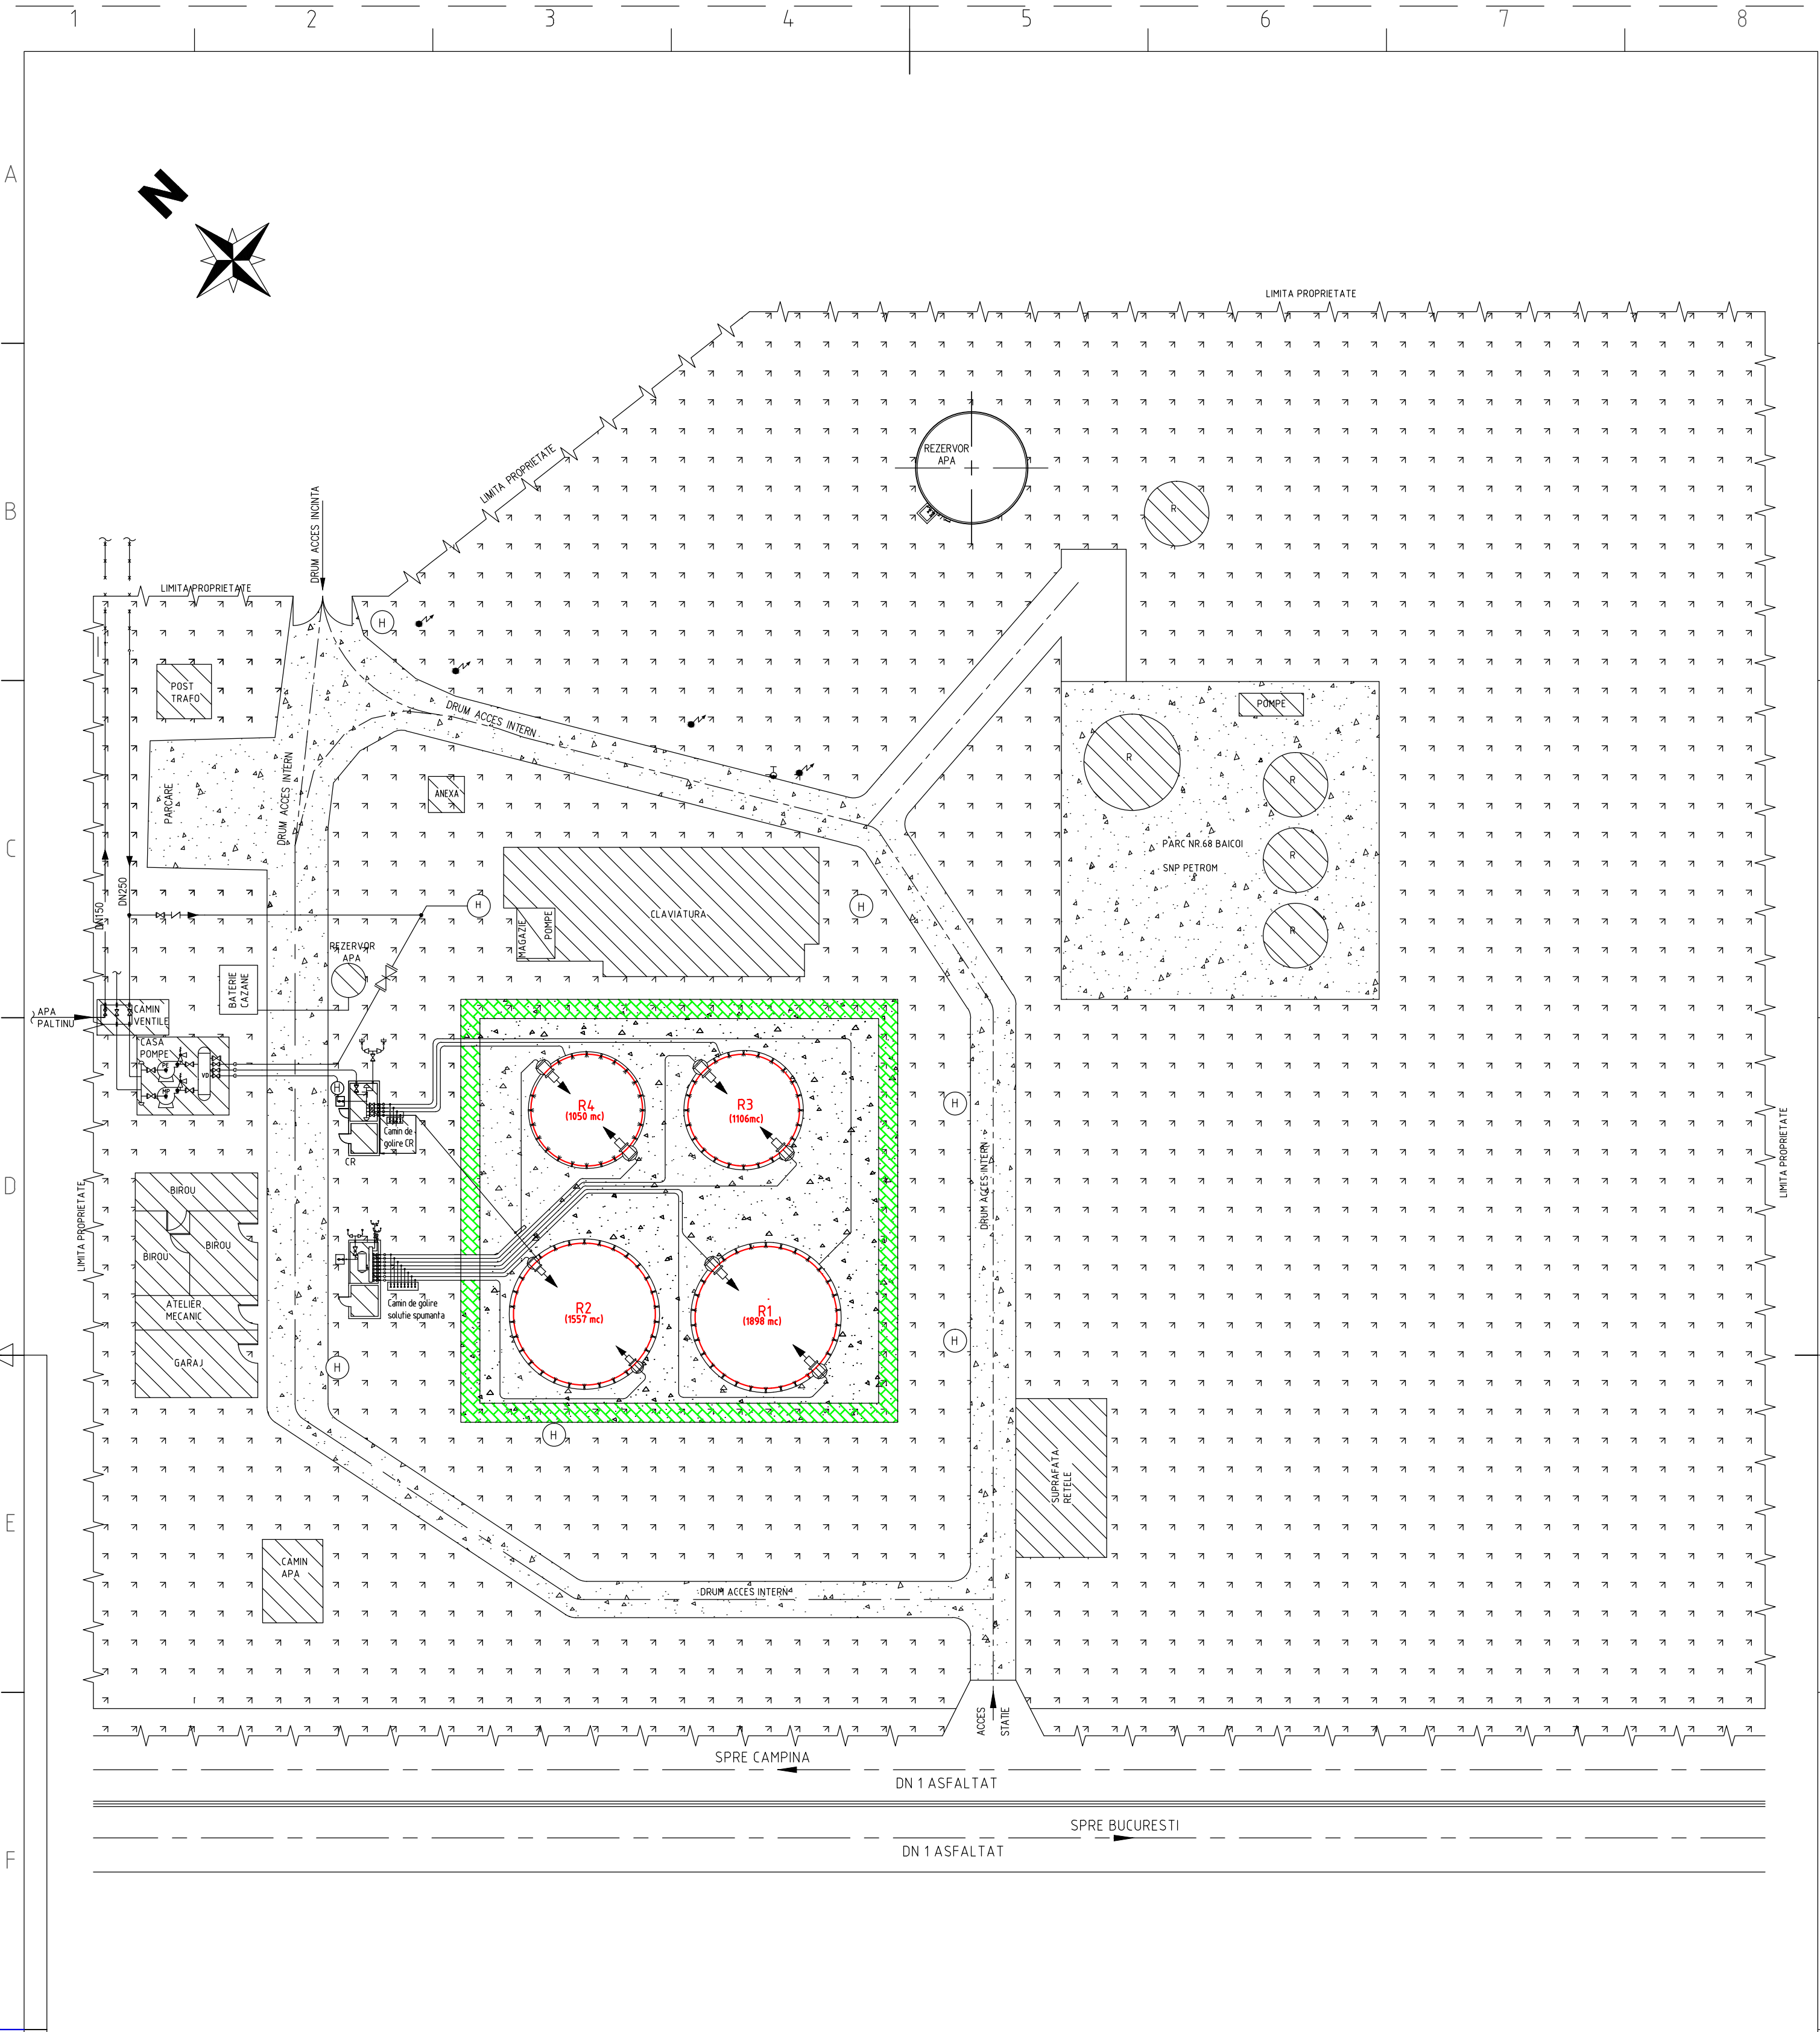 1 2 3 4 5 6 7 8
A
N
LIMITA PROPRIETATE
REZERVOR
APA
LIMITA PROPRIETATE
R
B
DRUM ACCES INCINTA
LIMITA PROPRIETATE
H
POST
TRAFO
DRUM ACCES INTERN
POMPE
PARCARE
DRUM ACCES INTERN
ANEXA
R
R
C
PARC NR.68 BAICOI
SNP PETROM
R
R
DN150
DN250
H
CLAVIATURA
H
MAGAZIE
POMPE
REZERVOR
APA
BATERIE
CAZANE
APA
PALTINU
CAMIN
VENTILE
CASA
POMPE
VD
H
R4
(1050 mc)
R3
(1106mc)
H
Camin de
golire CR
CR
LIMITA PROPRIETATE
D
DRUM ACCES INTERN
LIMITA PROPRIETATE
BIROU
BIROU
BIROU
ATELIER
MECANIC
GARAJ
Camin de golire
solutie spumanta
R2
(1557 mc)
R1
(1898 mc)
H
H
H
SUPRAFATA
RETELE
E
CAMIN
APA
DRUM ACCES INTERN
ACCES
STATIE
SPRE CAMPINA
DN 1 ASFALTAT
SPRE BUCURESTI
DN 1 ASFALTAT
F